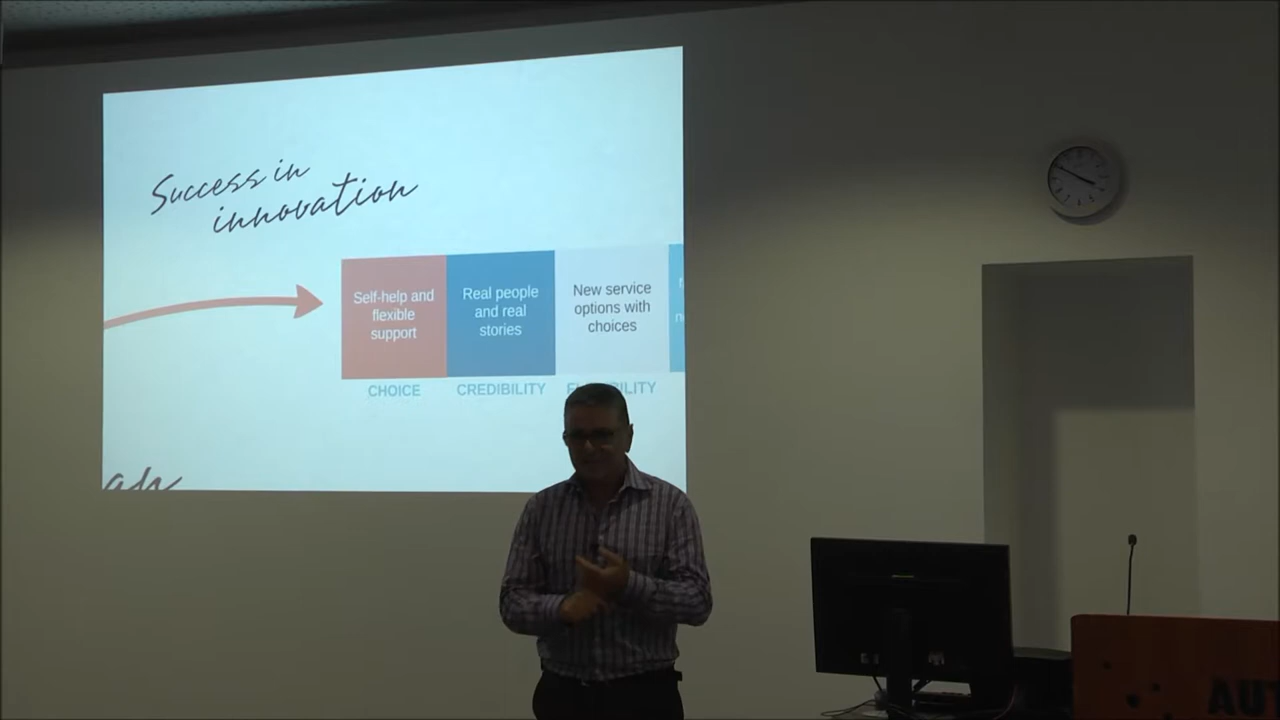 Success in
innovation
Self-help and
flexible
support
Real people
and real
stories
New service
options with
choices
CHOICE
CREDIBILITY
AUT